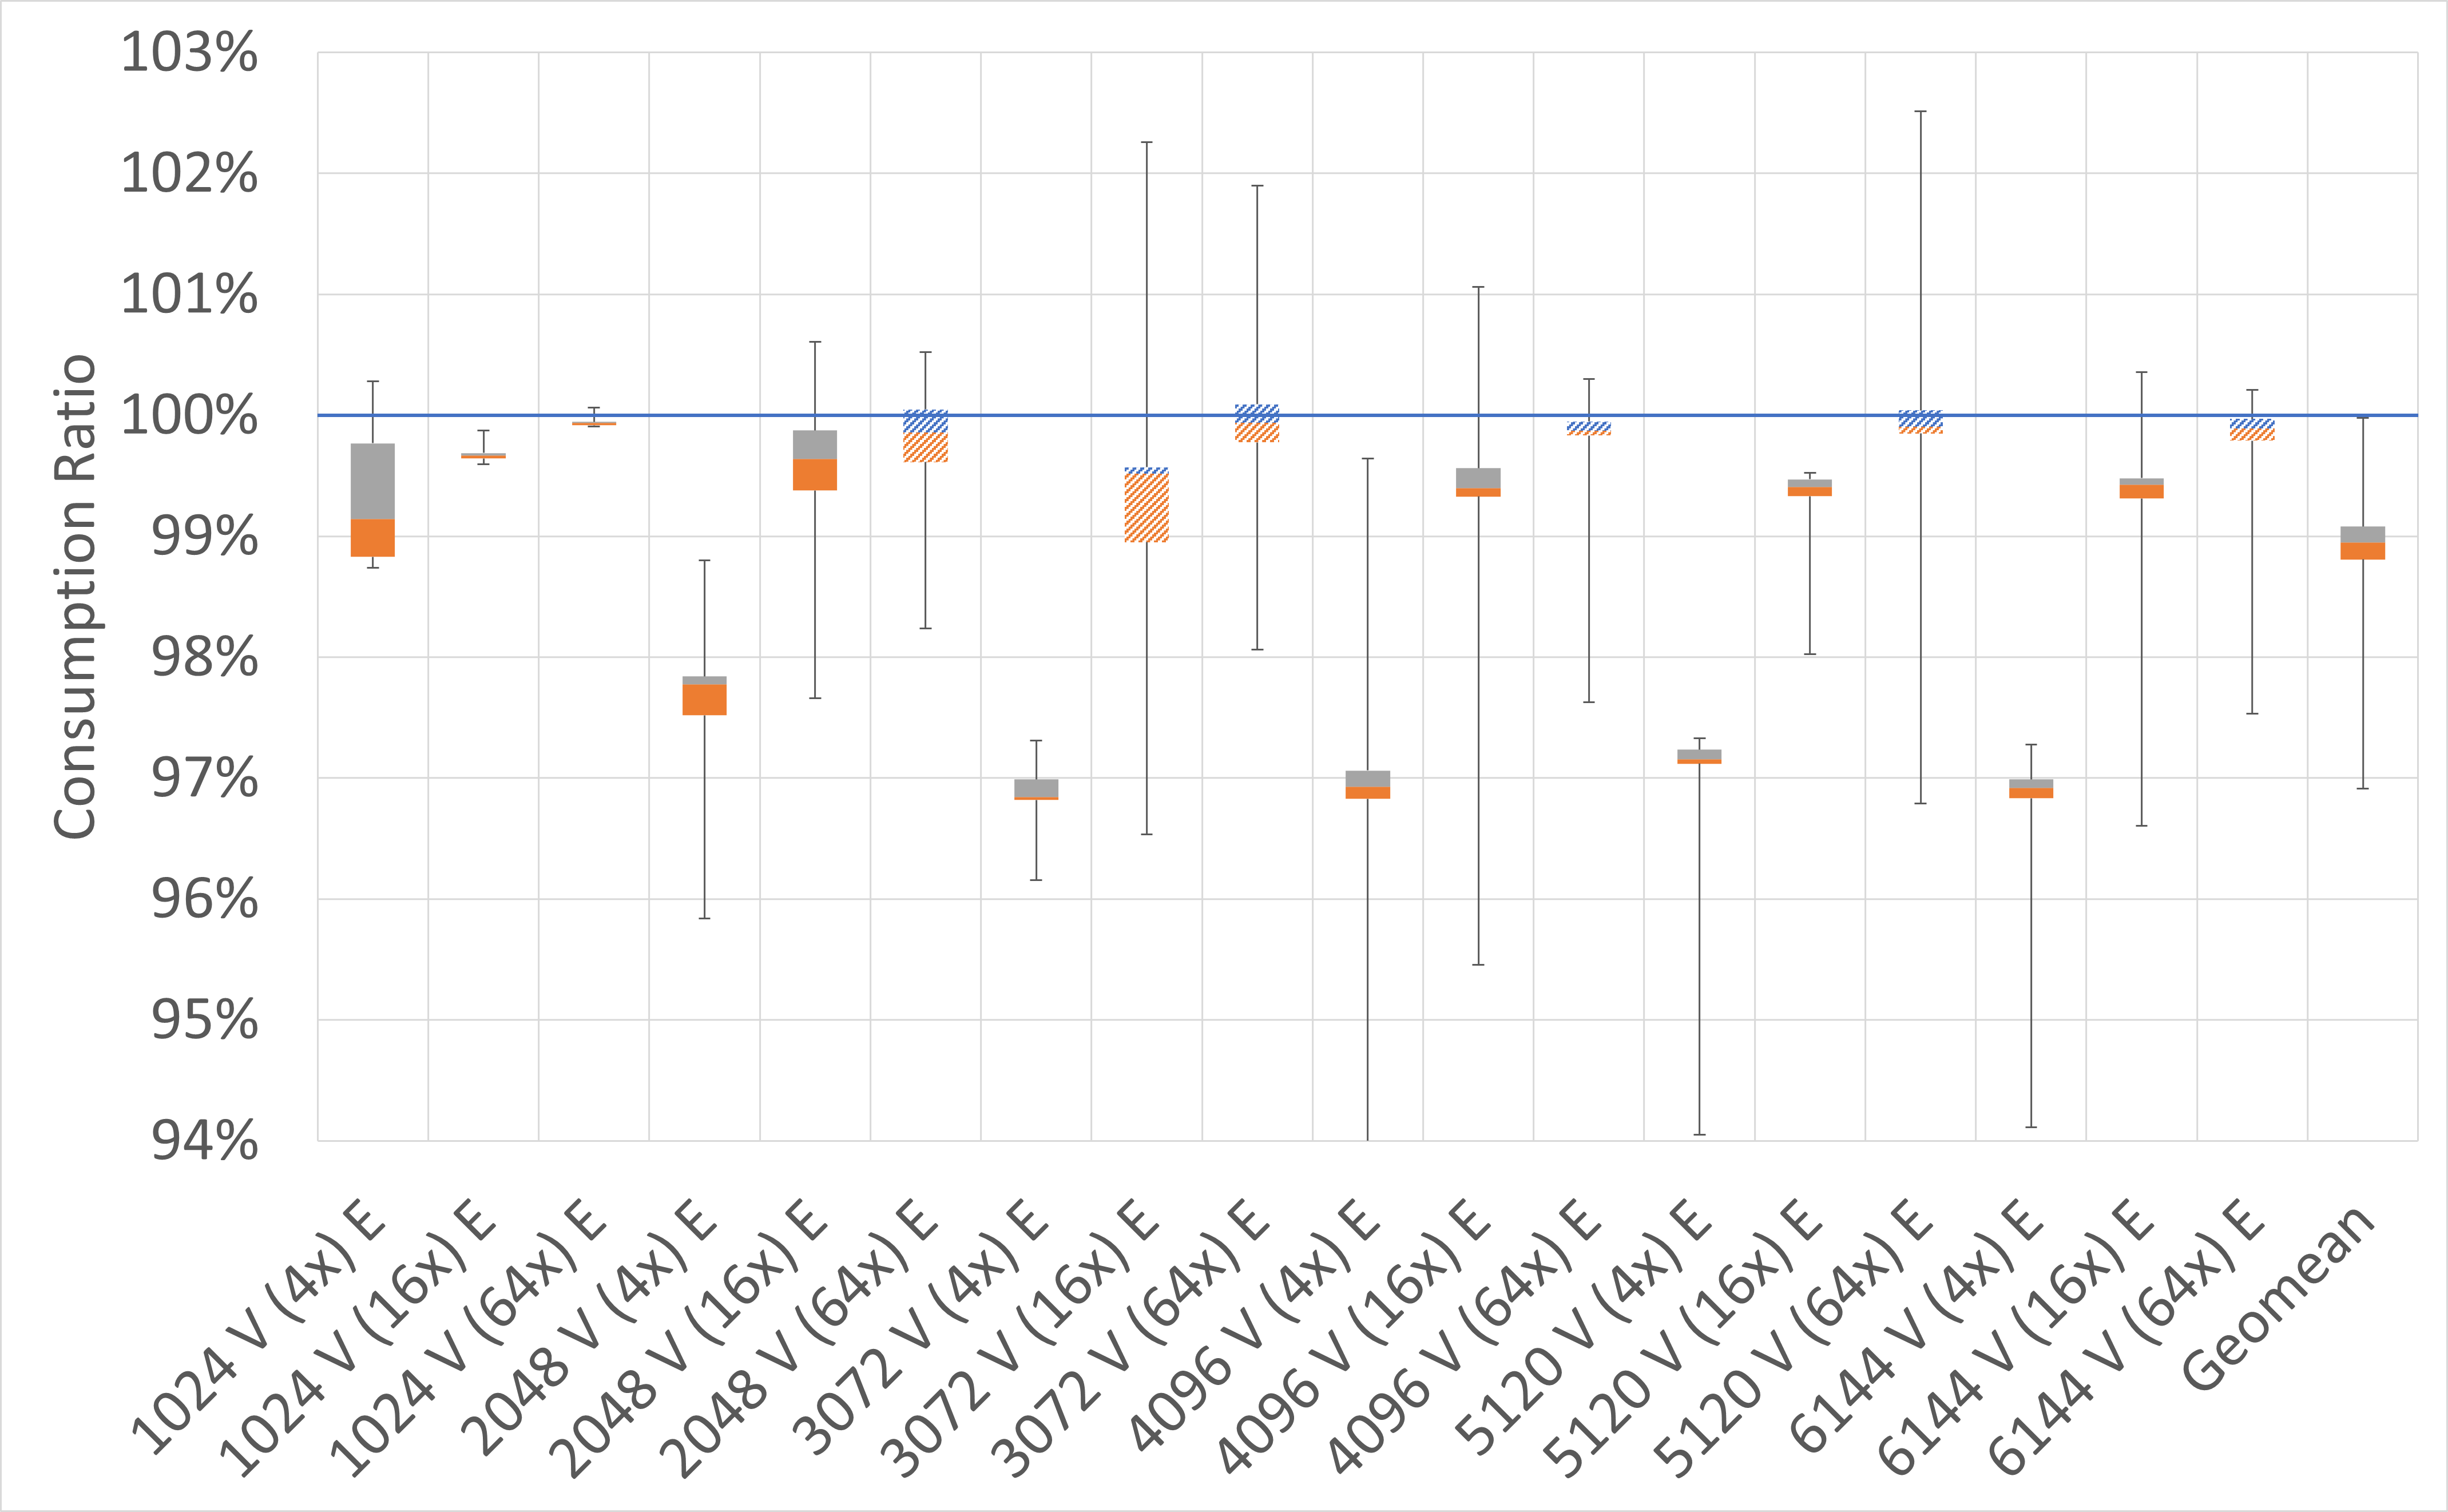 103%
102%
101%
100%
99%
98%
97%
96%
95%
94%
Consumption Ratio
1024 V (4x) E
1024 V (16x) E
1024 V (64x) E
2048 V (4x) E
2048 V (16x) E
2048 V (64x) E
3072 V (4x) E
3072 V (16x) E
3072 V (64x) E
4096 V (4x) E
4096 V (16x) E
4096 V (64x) E
5120 V (4x) E
5120 V (16x) E
5120 V (64x) E
6144 V (4x) E
6144 V (16x) E
6144 V (64x) E
Geomean